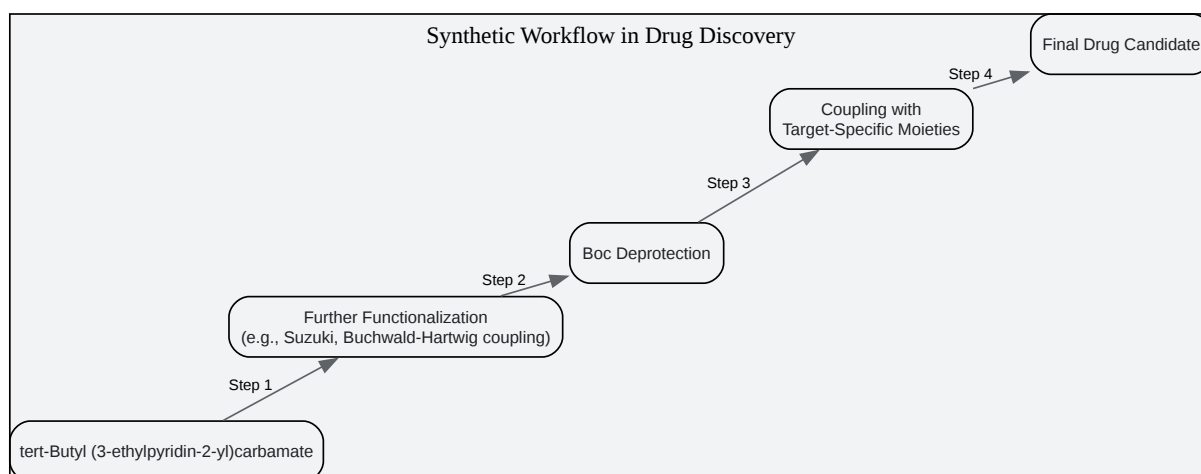 Synthetic Workflow in Drug Discovery
Final Drug Candidate
Step 4
Coupling with
Target-Specific Moieties
Step 3
Boc Deprotection
Step 2
Further Functionalization
(e.g., Suzuki, Buchwald-Hartwig coupling)
Step 1
tert-Butyl (3-ethylpyridin-2-yl)carbamate